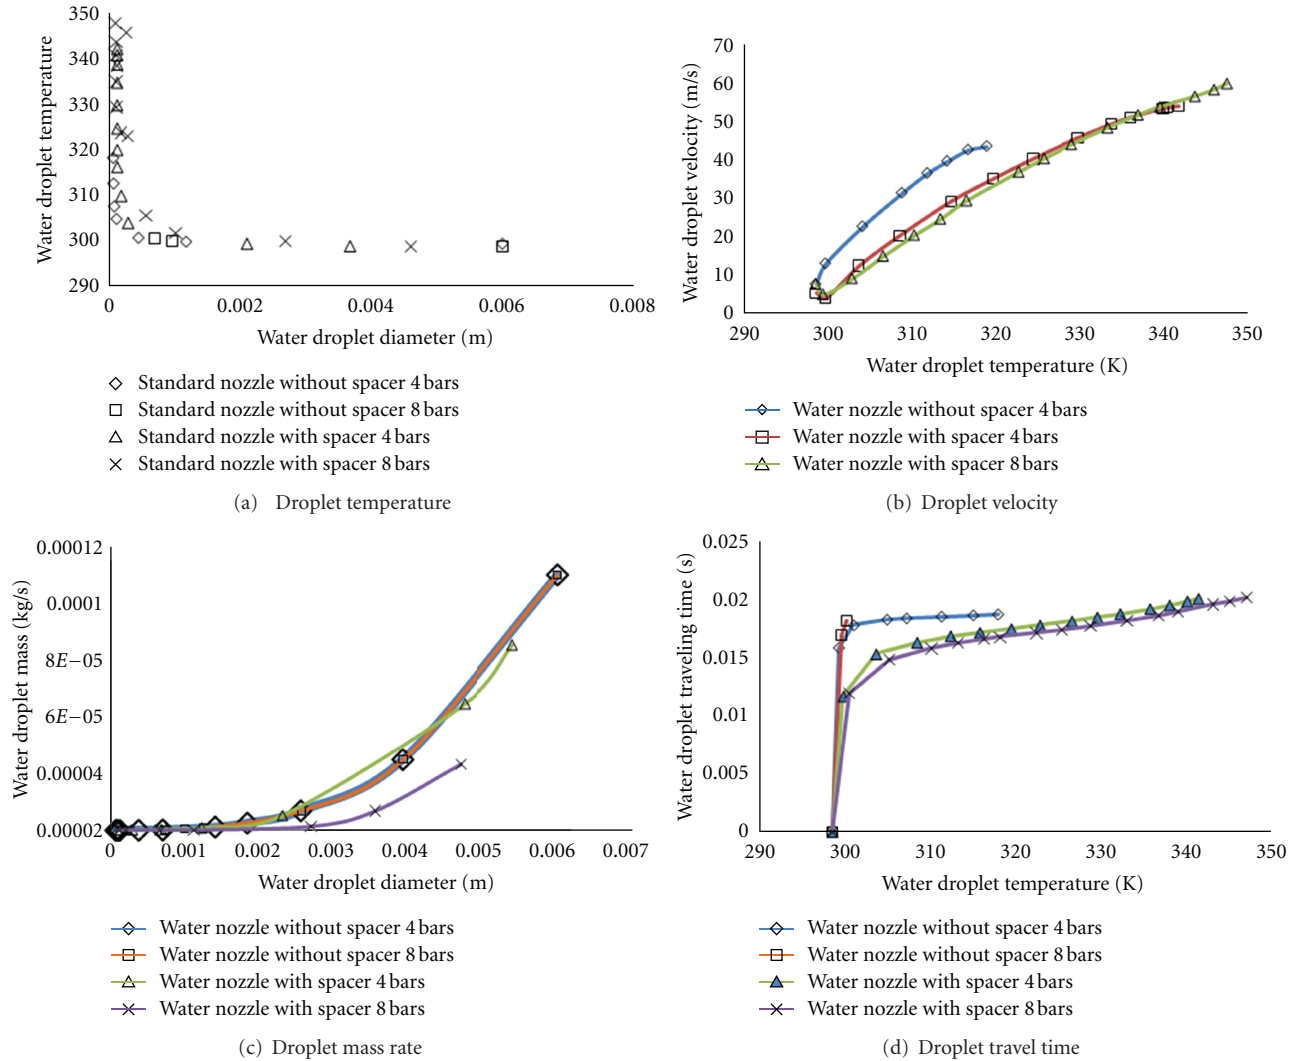 350
340
330
320
310
300
290
Water droplet temperature
0
0.002
0.004
0.006
0.008
Water droplet diameter (m)
Standard nozzle without spacer 4 bars
Standard nozzle without spacer 8 bars
Standard nozzle with spacer 4 bars
Standard nozzle with spacer 8 bars
(a) Droplet temperature
70
60
50
40
30
20
10
0
Water droplet velocity (m/s)
290
300
310
320
330
340
350
Water droplet temperature (K)
Water nozzle without spacer 4 bars
Water nozzle with spacer 4 bars
Water nozzle with spacer 8 bars
(b) Droplet velocity
0.00012
0.0001
8E−05
6E−05
0.00004
0.00002
Water droplet mass (kg/s)
0
0.001
0.002
0.003
0.004
0.005
0.006
0.007
Water droplet diameter (m)
Water nozzle without spacer 4 bars
Water nozzle without spacer 8 bars
Water nozzle with spacer 4 bars
Water nozzle with spacer 8 bars
(c) Droplet mass rate
0.025
0.02
0.015
0.01
0.005
0
Water droplet traveling time (s)
290
300
310
320
330
340
350
Water droplet temperature (K)
Water nozzle without spacer 4 bars
Water nozzle without spacer 8 bars
Water nozzle with spacer 4 bars
Water nozzle with spacer 8 bars
(d) Droplet travel time